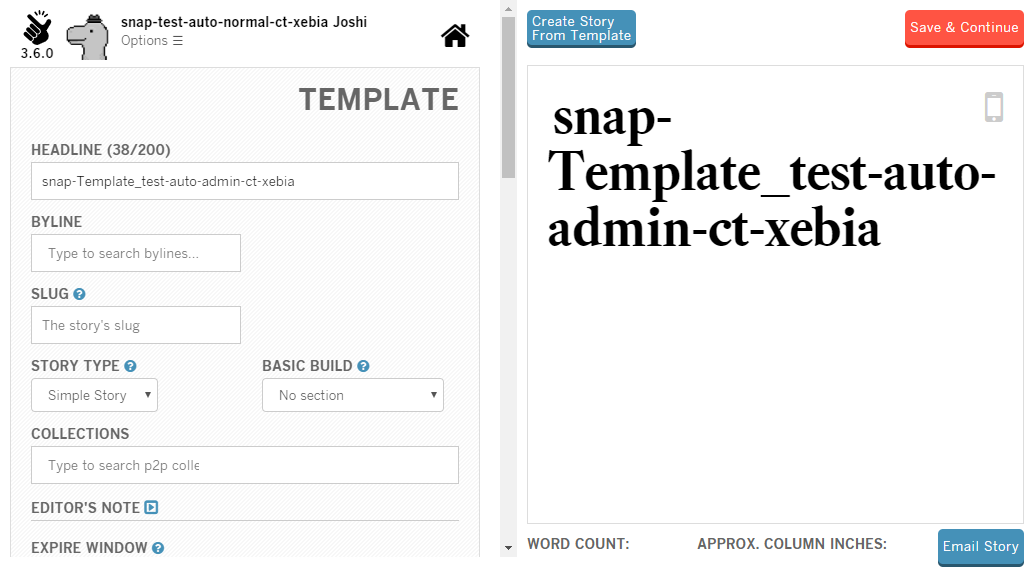 snap-test-auto-normal-ct-xebia Joshi
Options ☰
3.6.0
TEMPLATE
HEADLINE (38/200)
snap-Template_test-auto-admin-ct-xebia
BYLINE
Type to search bylines...
SLUG
The story's slug
STORY TYPE BASIC BUILD
Simple Story No section
COLLECTIONS
Type to search p2p colle
EDITOR'S NOTE
EXPIRE WINDOW
Create Story
From Template
Save & Continue
snap-
Template_test-auto-
admin-ct-xebia
WORD COUNT: APPROX. COLUMN INCHES:
Email Story